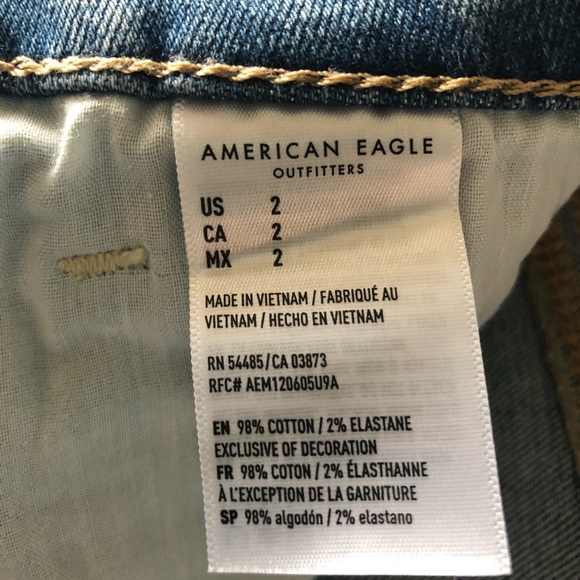 AMERICAN EAGLE
OUTFITTERS
US 2
CA 2
MX 2
MADE IN VIETNAM / FABRIQUÉ AU
VIETNAM / HECHO EN VIETNAM
RN 54485/CA 03873
RFC# AEM120605U9A
EN 98% COTTON / 2% ELASTANE
EXCLUSIVE OF DECORATION
FR 98% COTON / 2% ÉLASTHANNE
À L'EXCEPTION DE LA GARNITURE
SP 98% algodón / 2% elastano